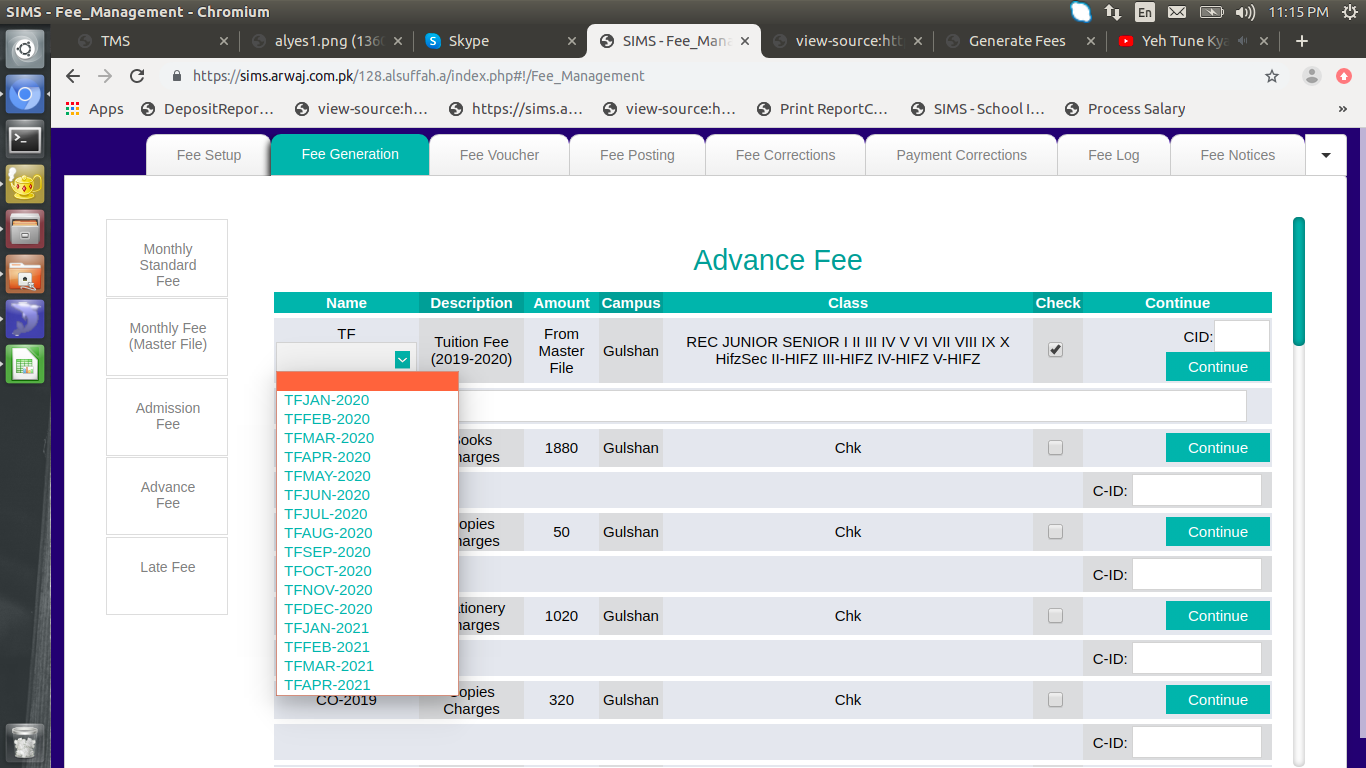 SIMS - Fee_Management - Chromium
En
11:15 PM
TMS
alyes1.png (136
Skype
SIMS - Fee_Man
view-source:htt
Generate Fees
Yeh Tune Kya
https://sims.arwaj.com.pk/128.alsuffah.a/index.php#!/Fee_Management
Apps
DepositRepor...
view-source:h...
https://sims.a...
view-source:h...
Print ReportC...
SIMS - School I...
Process Salary
»
Fee Setup
Fee Generation
Fee Voucher
Fee Posting
Fee Corrections
Payment Corrections
Fee Log
Fee Notices
Monthly
Standard
Fee
Monthly Fee
(Master File)
Admission
Fee
Advance
Fee
Late Fee
Advance Fee
Name Description Amount Campus Class Check Continue
TF
Tuition Fee
(2019-2020)
From
Master
File
Gulshan
REC JUNIOR SENIOR I II III IV V VI VII VIII IX X
HifzSec II-HIFZ III-HIFZ IV-HIFZ V-HIFZ
CID:
Continue
TFJAN-2020
TFFEB-2020
TFMAR-2020
TFAPR-2020
TFMAY-2020
TFJUN-2020
TFJUL-2020
TFAUG-2020
TFSEP-2020
TFOCT-2020
TFNOV-2020
TFDEC-2020
TFJAN-2021
TFFEB-2021
TFMAR-2021
TFAPR-2021
ooks
harges
1880 Gulshan Chk Continue
C-ID:
opies
harges
50 Gulshan Chk Continue
C-ID:
ationery
harges
1020 Gulshan Chk Continue
C-ID:
CO-2019
Copies
Charges
320 Gulshan Chk Continue
C-ID: